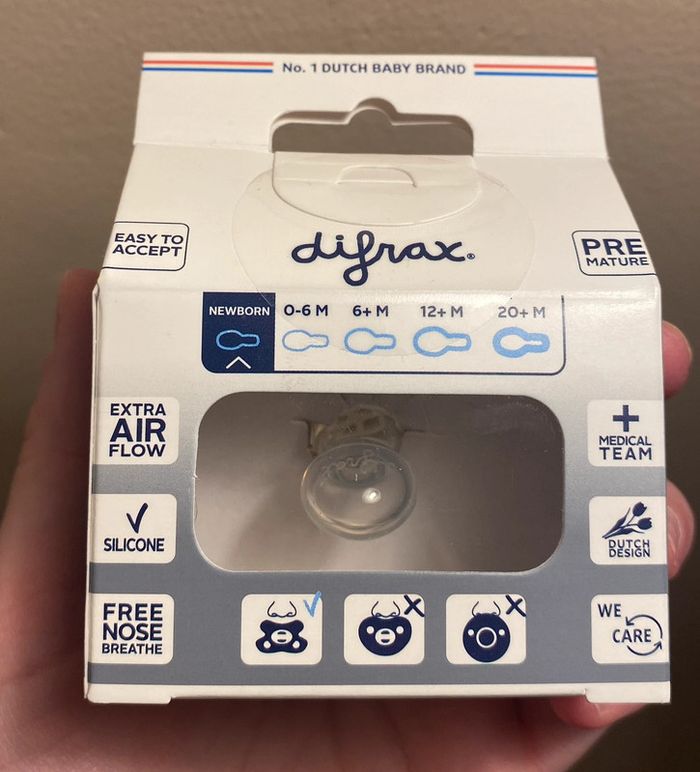 No. 1 DUTCH BABY BRAND
EASY TO
ACCEPT
difrax®
PRE
MATURE
NEWBORN
0-6 M
6+ M
12+ M
20+ M
EXTRA
AIR
FLOW
+
MEDICAL
TEAM
SILICONE
DUTCH
DESIGN
FREE
NOSE
BREATHE
WE
CARE